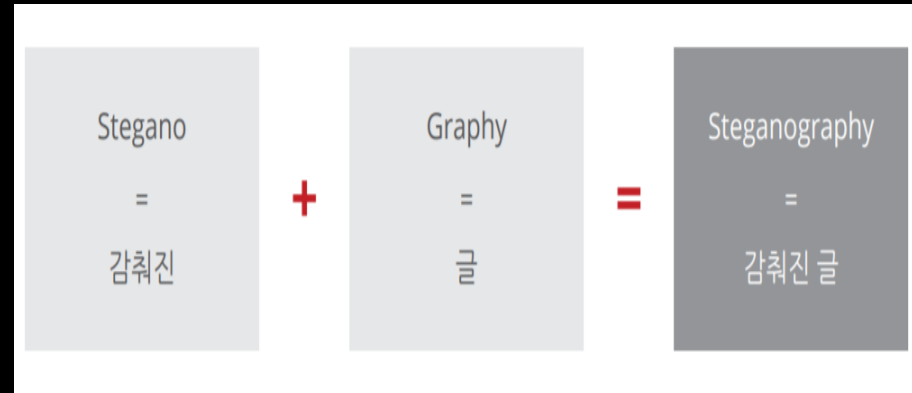 Stegano
=
감춰진
+
Graphy
=
글
=
Steganography
=
감춰진 글